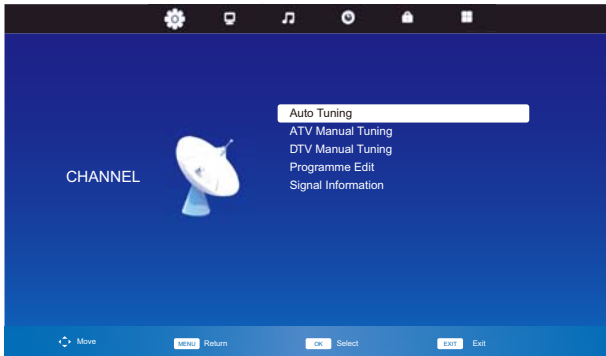 Auto Tuning
ATV Manual Tuning
DTV Manual Tuning
Programme Edit
CHANNEL
Signal Information
Move MENU Return OK Select EXIT Exit